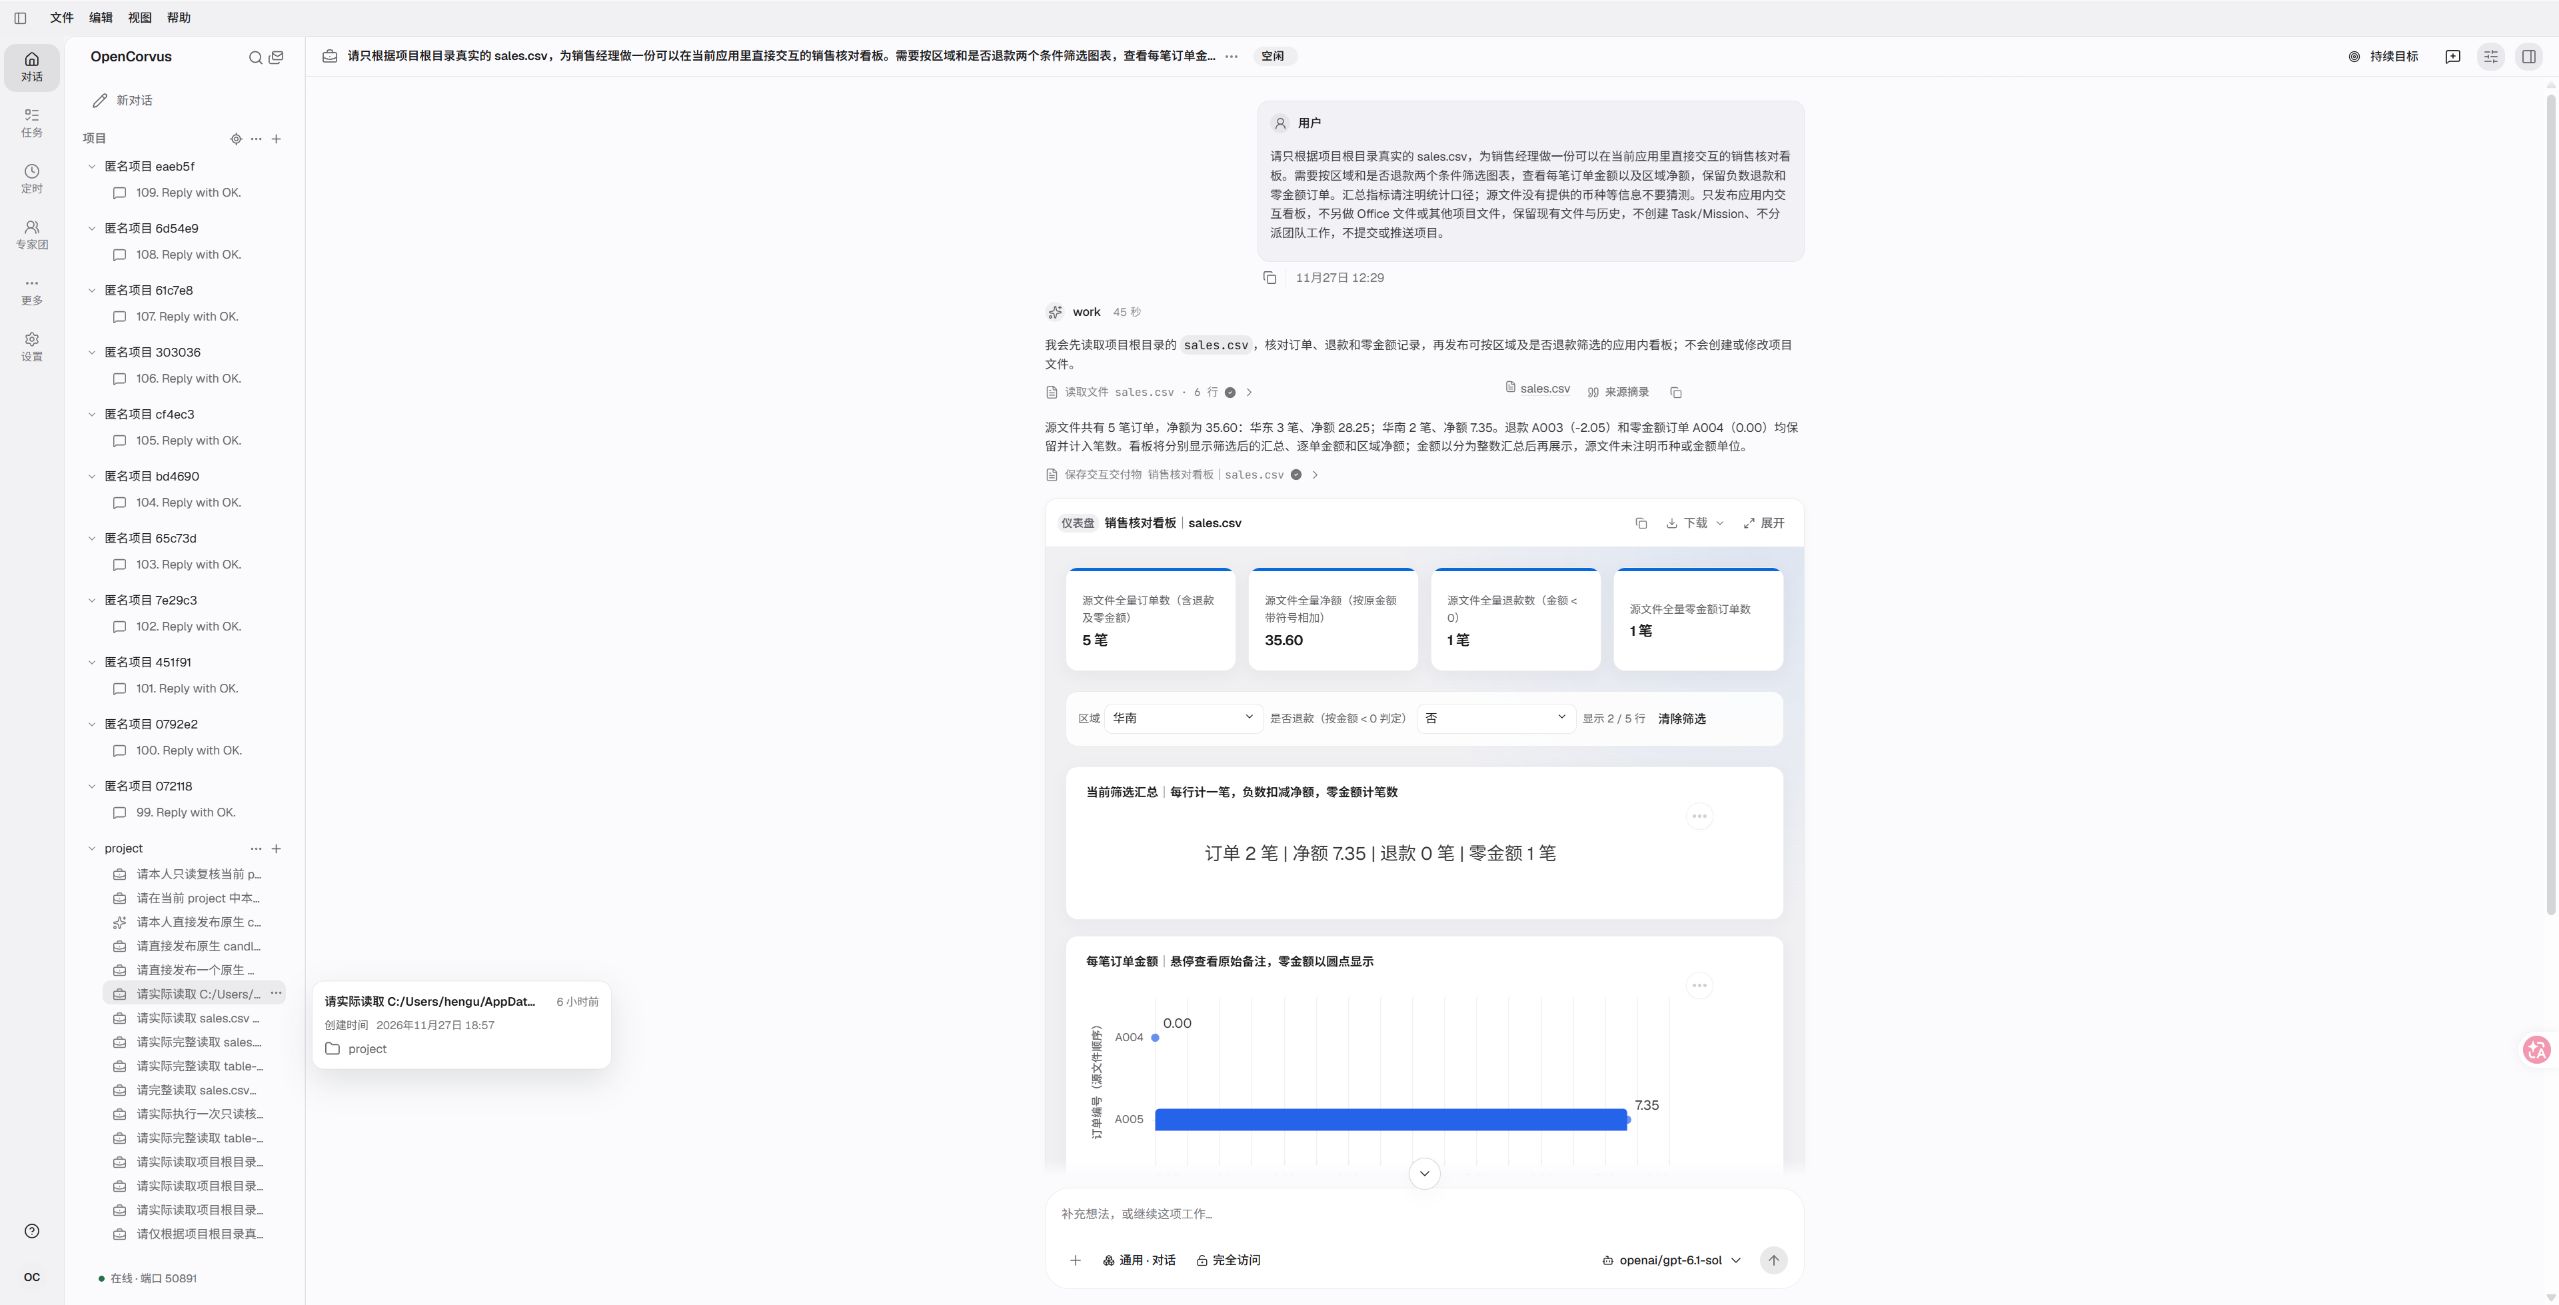 文件 编辑 视图 帮助
对话
任务
定时
专家团
更多
设置
OC
OpenCorvus
新对话
项目
匿名项目 eaeb5f
109. Reply with OK.
匿名项目 6d54e9
108. Reply with OK.
匿名项目 61c7e8
107. Reply with OK.
匿名项目 303036
106. Reply with OK.
匿名项目 cf4ec3
105. Reply with OK.
匿名项目 bd4690
104. Reply with OK.
匿名项目 65c73d
103. Reply with OK.
匿名项目 7e29c3
102. Reply with OK.
匿名项目 451f91
101. Reply with OK.
匿名项目 0792e2
100. Reply with OK.
匿名项目 072118
99. Reply with OK.
project
请本人只读复核当前 p...
请在当前 project 中本...
请本人直接发布原生 c...
请直接发布原生 candl...
请直接发布一个原生 ...
请实际读取 C:/Users/...
请实际读取 sales.csv ...
请实际完整读取 sales....
请实际完整读取 table-...
请完整读取 sales.csv...
请实际执行一次只读核...
请实际完整读取 table-...
请实际读取项目根目录...
请实际读取项目根目录...
请实际读取项目根目录...
请仅根据项目根目录真...
在线 · 端口 50891
请实际读取 C:/Users/hengu/AppDat... 6 小时前
创建时间 2026年11月27日 18:57
project
请只根据项目根目录真实的 sales.csv，为销售经理做一份可以在当前应用里直接交互的销售核对看板。需要按区域和是否退款两个条件筛选图表，查看每笔订单金... ··· 空闲
持续目标
用户
请只根据项目根目录真实的 sales.csv，为销售经理做一份可以在当前应用里直接交互的销售核对看
板。需要按区域和是否退款两个条件筛选图表，查看每笔订单金额以及区域净额，保留负数退款和
零金额订单。汇总指标请注明统计口径；源文件没有提供的币种等信息不要猜测。只发布应用内交
互看板，不另做 Office 文件或其他项目文件，保留现有文件与历史，不创建 Task/Mission、不分
派团队工作，不提交或推送项目。
11月27日 12:29
work 45 秒
我会先读取项目根目录的 sales.csv，核对订单、退款和零金额记录，再发布可按区域及是否退款筛选的应用内看板；不会创建或修改项目
文件。
读取文件 sales.csv · 6 行
sales.csv 来源摘录
源文件共有 5 笔订单，净额为 35.60：华东 3 笔、净额 28.25；华南 2 笔、净额 7.35。退款 A003（-2.05）和零金额订单 A004（0.00）均保
留并计入笔数。看板将分别显示筛选后的汇总、逐单金额和区域净额；金额以分为整数汇总后再展示，源文件未注明币种或金额单位。
保存交互交付物 销售核对看板｜sales.csv
仪表盘 销售核对看板｜sales.csv
下载 展开
源文件全量订单数（含退款
及零金额）
5 笔
源文件全量净额（按原金额
带符号相加）
35.60
源文件全量退款数（金额 <
0）
1 笔
源文件全量零金额订单数
1 笔
区域 华南 是否退款（按金额 < 0 判定） 否 显示 2 / 5 行 清除筛选
当前筛选汇总｜每行计一笔，负数扣减净额，零金额计笔数
订单 2 笔 | 净额 7.35 | 退款 0 笔 | 零金额 1 笔
每笔订单金额｜悬停查看原始备注，零金额以圆点显示
订单编号（源文件顺序）
A004 0.00
A005 7.35
补充想法，或继续这项工作...
通用 · 对话 完全访问 openai/gpt-6.1-sol